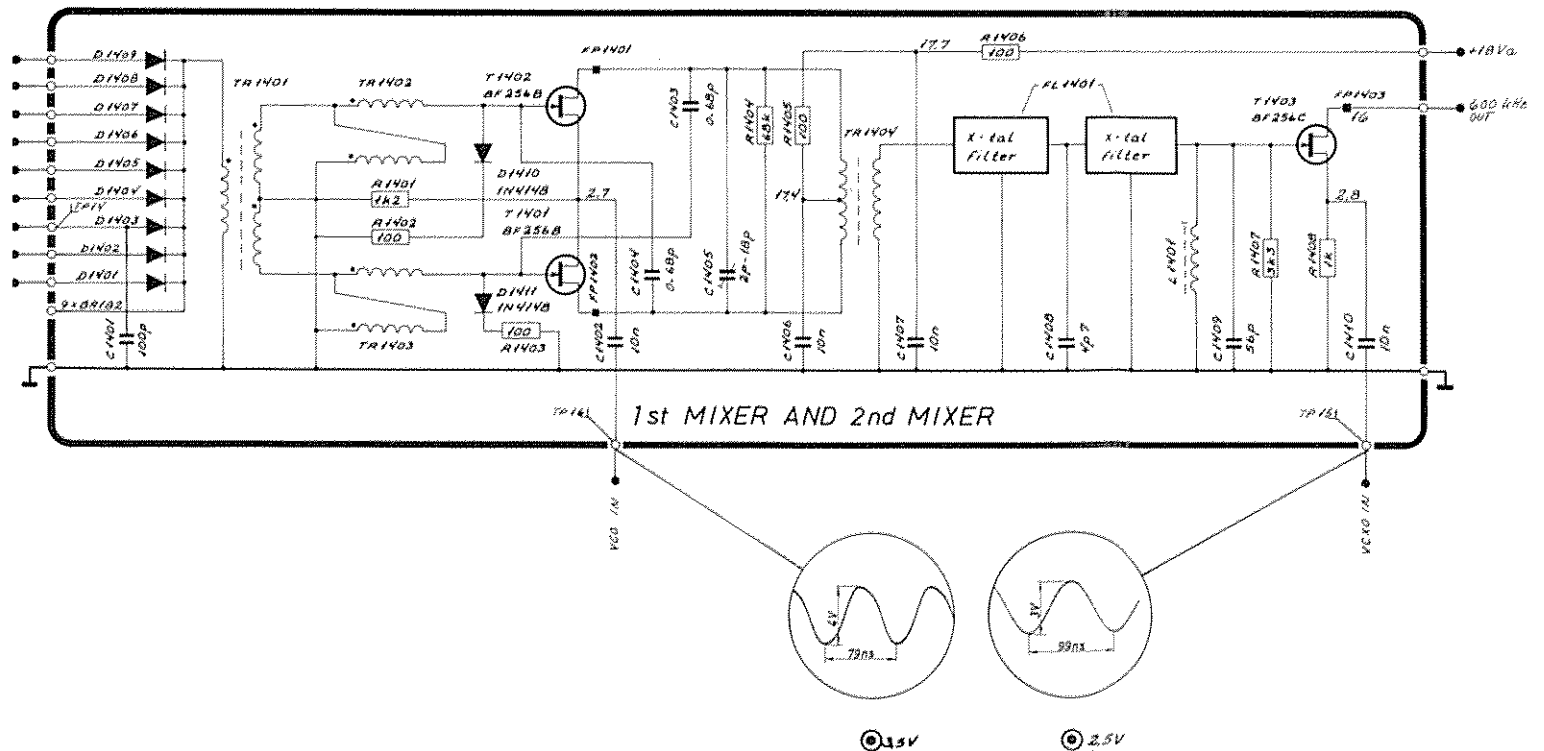 D1409
D1408
D1407
D1406
D1405
D1404
TP14
D1403
D1402
D1401
9xBA182
C1401
100p
TR1401
TR1402
R1401
1k2
R1402
100
TR1403
T1402
BF256B
D1410
1N4148
T1401
BF256B
D1411
1N4148
100
R1403
FP1401
FP1402
2,7
C1402
10n
C1403
0.68p
C1404
0.68p
C1405
2p-18p
R1404
68k
R1405
100
17,4
C1406
10n
TR1404
17,7
R1406
100
C1407
10n
FL1401
X-tal
filter
X-tal
filter
C1408
4p7
L1401
C1409
56p
R1407
3k3
T1403
BF256C
FP1403
16
2,8
R1408
1k
C1410
10n
+18Va
600 kHz
OUT
1st MIXER AND 2nd MIXER
TP16
TP15
VCO IN
VCXO IN
79ns
3V
99ns
2,5V